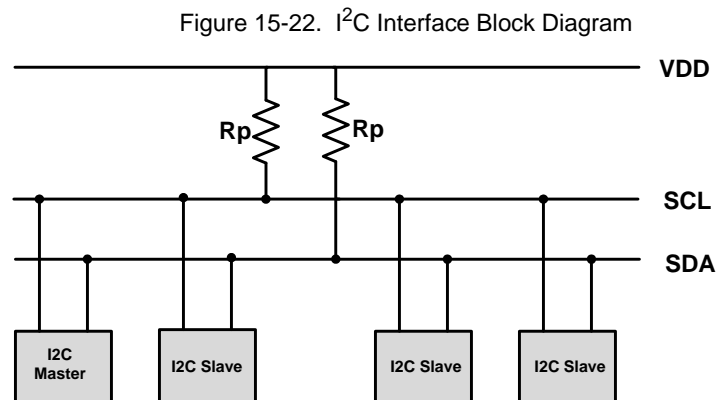 Figure 15-22. I²C Interface Block Diagram
VDD
Rp
Rp
SCL
SDA
I2C
Master
I2C Slave
I2C Slave
I2C Slave